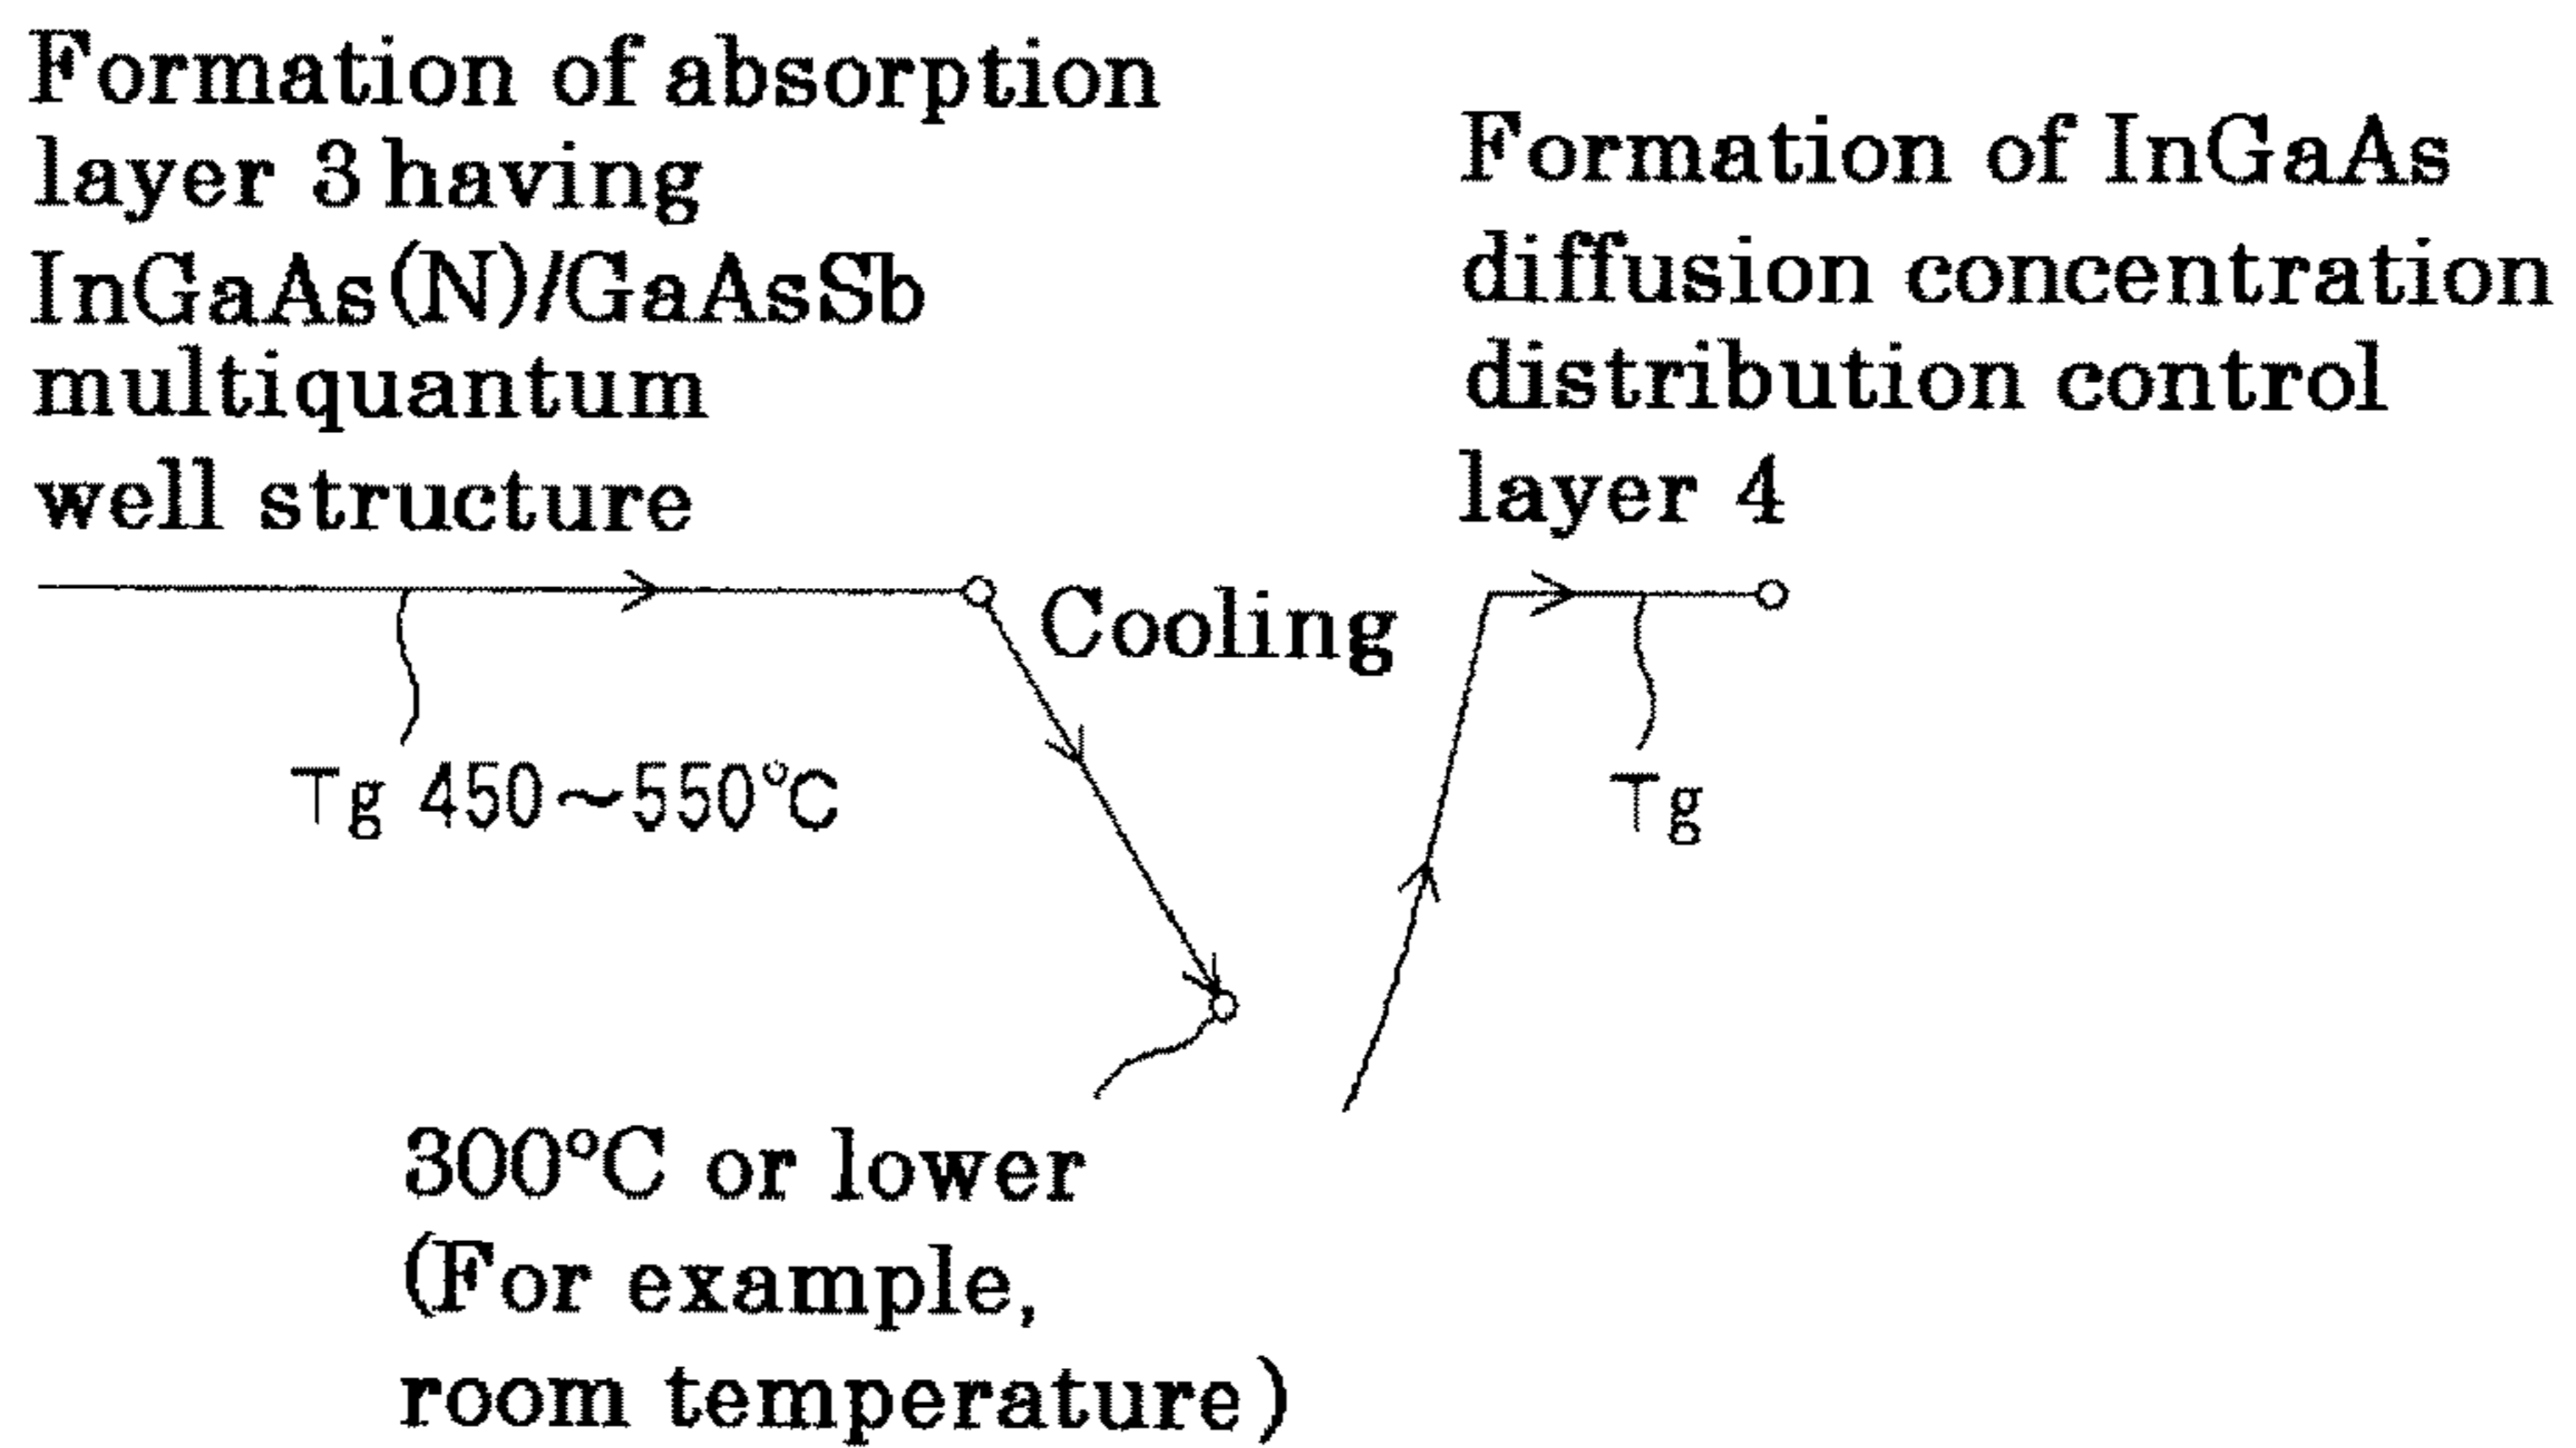 Formation of absorption
layer 3 having
InGaAs(N)/GaAsSb
multiquantum
well structure
Formation of InGaAs
diffusion concentration
distribution control
layer 4
Cooling
Tg 450~550°C
Tg
300°C or lower
(For example,
room temperature)